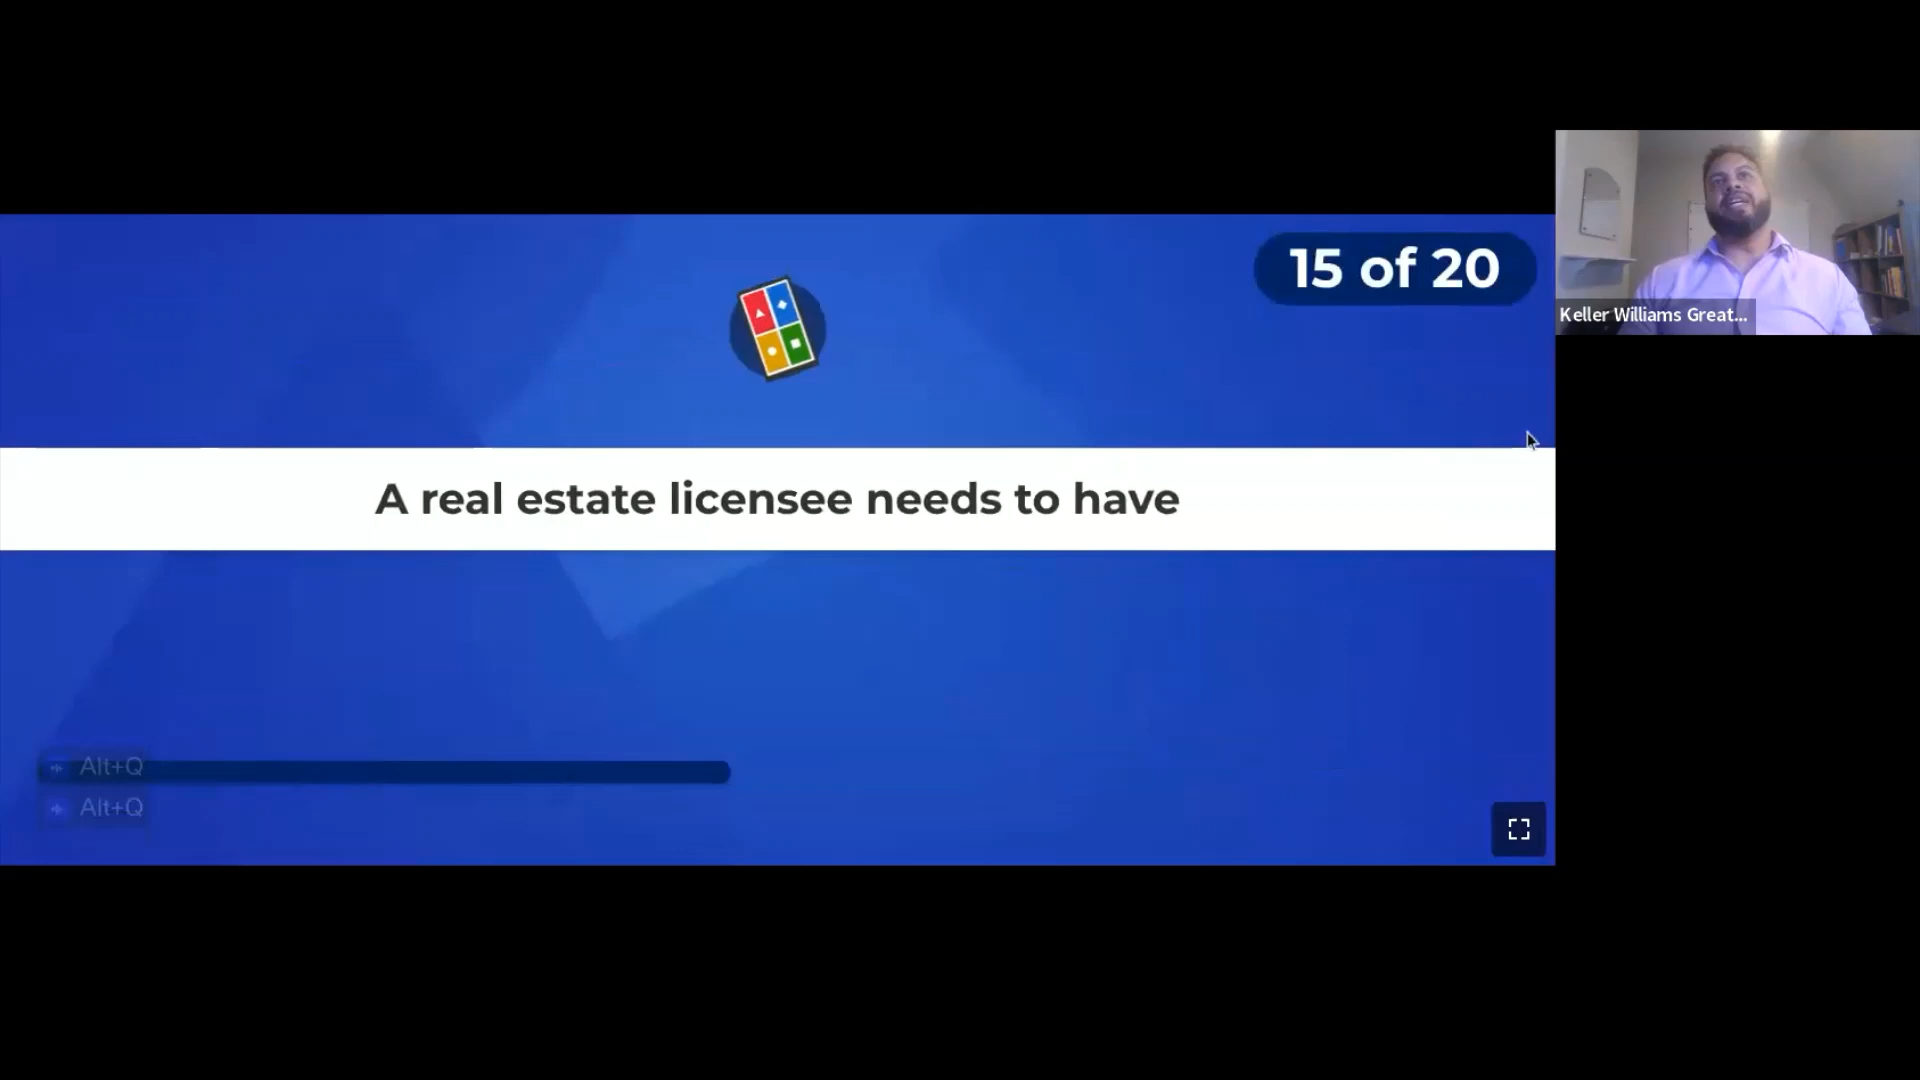 15 of 20
Keller Williams Great...
A real estate licensee needs to have
Alt+Q
Alt+Q